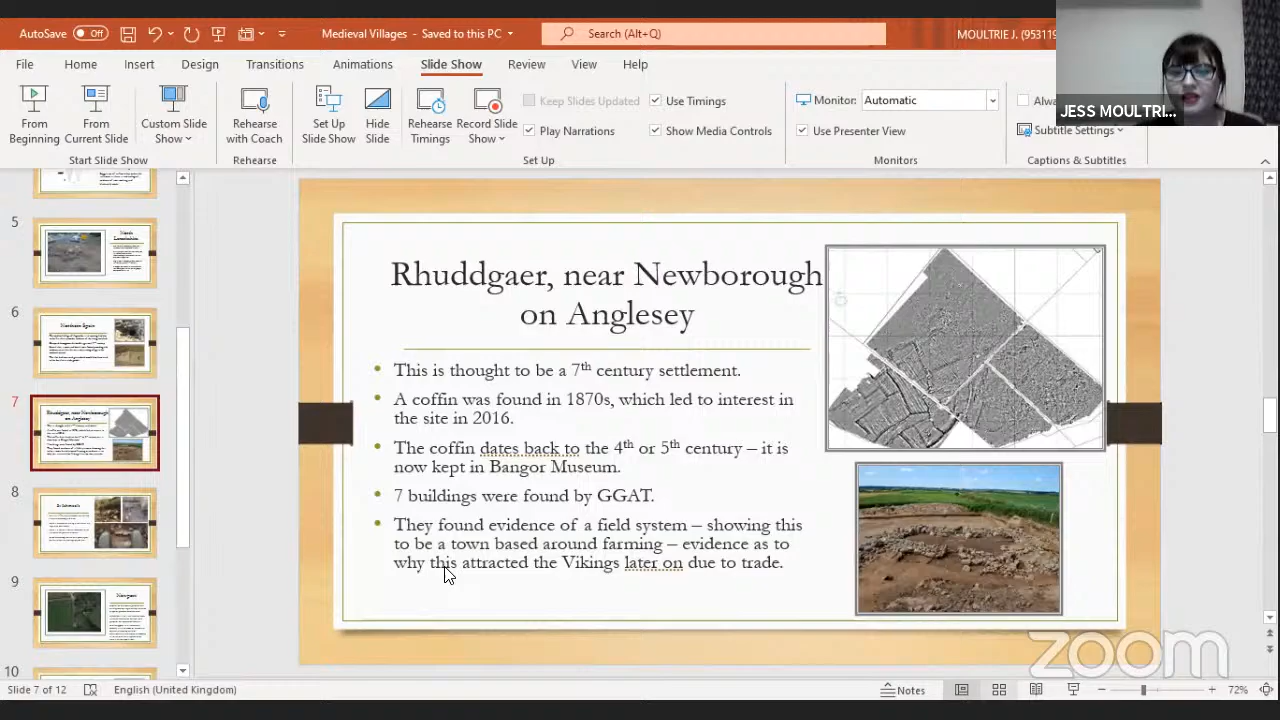 AutoSave Off
Medieval Villages - Saved to this PC
Search (Alt+Q)
MOULTRIE J. (953119
File Home Insert Design Transitions Animations Slide Show Review View Help
From Beginning
From Current Slide
Custom Slide Show
Rehearse with Coach
Set Up Slide Show
Hide Slide
Rehearse Timings
Record Slide Show
Keep Slides Updated
Play Narrations
Use Timings
Show Media Controls
Monitor: Automatic
Use Presenter View
Alwa
Subtitle Settings
Start Slide Show
Rehearse
Set Up
Monitors
Captions & Subtitles
JESS MOULTRI...
5
6
7
8
9
10
Rhuddgaer, near Newborough
on Anglesey
• This is thought to be a 7th century settlement.
• A coffin was found in 1870s, which led to interest in
the site in 2016.
• The coffin dates back to the 4th or 5th century – it is
now kept in Bangor Museum.
• 7 buildings were found by GGAT.
• They found evidence of a field system – showing this
to be a town based around farming – evidence as to
why this attracted the Vikings later on due to trade.
zoom
Slide 7 of 12
English (United Kingdom)
Notes
72%